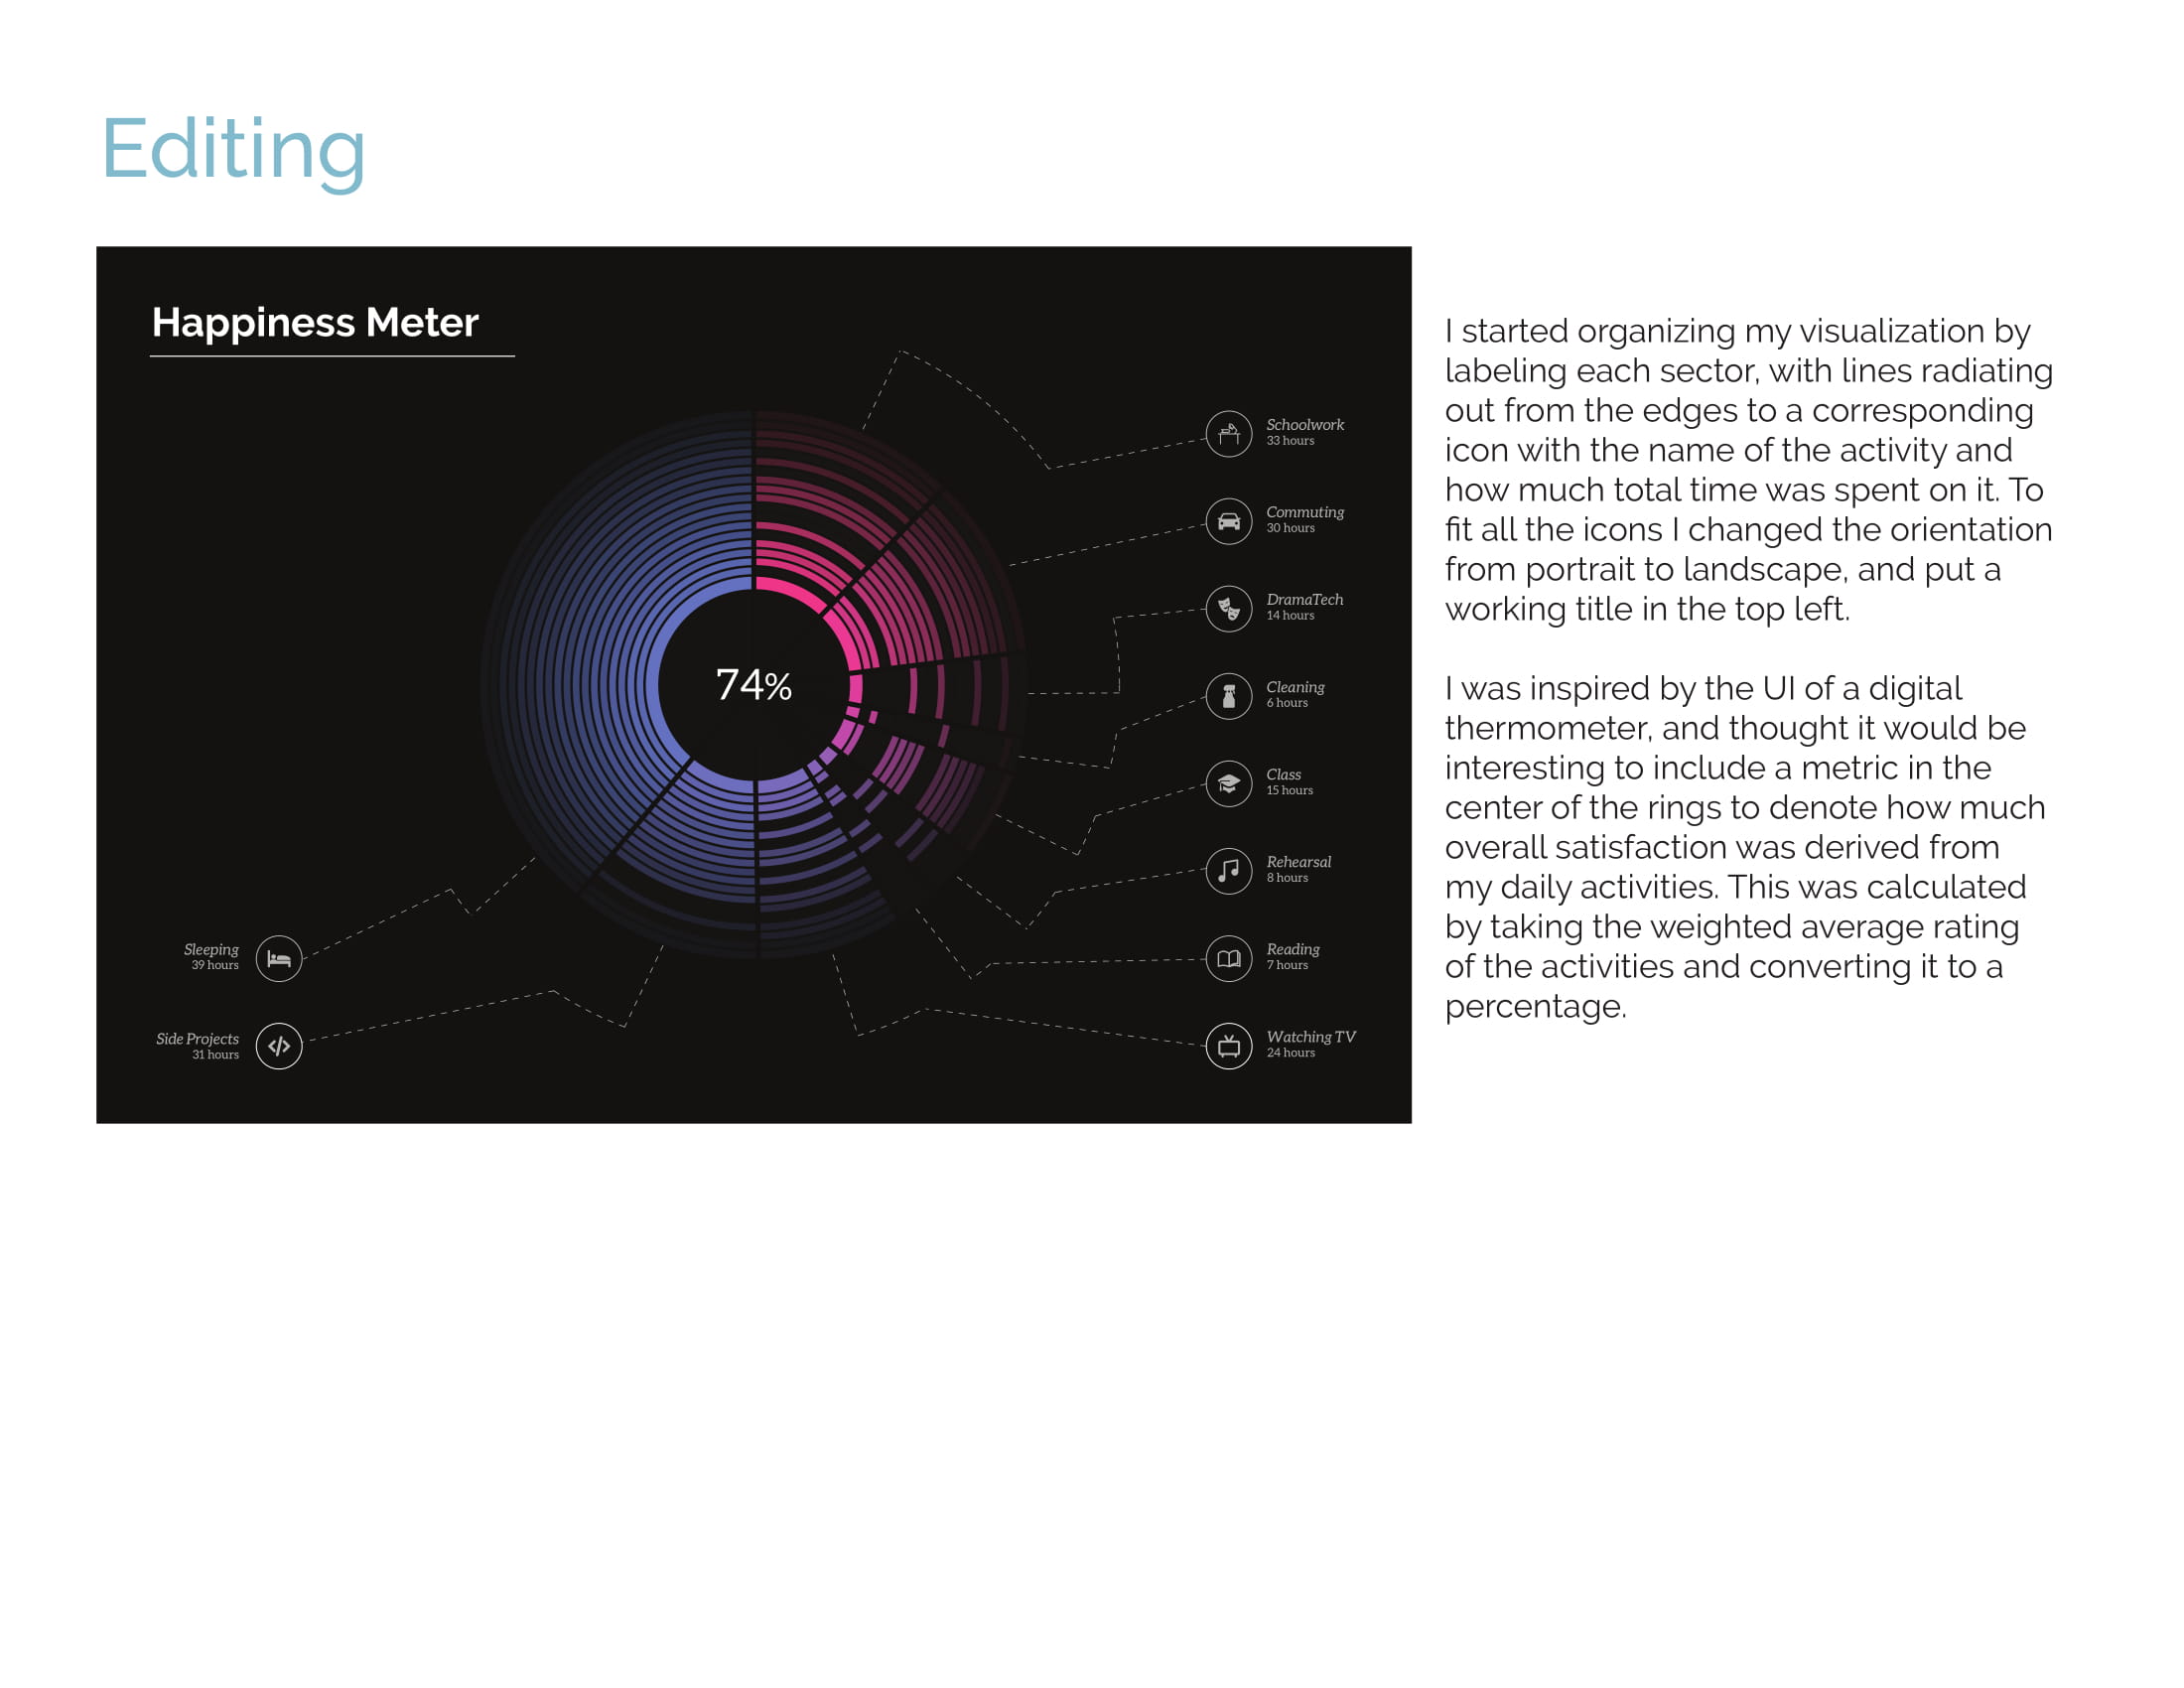 Editing
Happiness Meter
74%
Schoolwork
33 hours
Commuting
30 hours
DramaTech
14 hours
Cleaning
6 hours
Class
15 hours
Rehearsal
8 hours
Reading
7 hours
Watching TV
24 hours
Sleeping
39 hours
Side Projects
31 hours
I started organizing my visualization by
labeling each sector, with lines radiating
out from the edges to a corresponding
icon with the name of the activity and
how much total time was spent on it. To
fit all the icons I changed the orientation
from portrait to landscape, and put a
working title in the top left.
I was inspired by the UI of a digital
thermometer, and thought it would be
interesting to include a metric in the
center of the rings to denote how much
overall satisfaction was derived from
my daily activities. This was calculated
by taking the weighted average rating
of the activities and converting it to a
percentage.